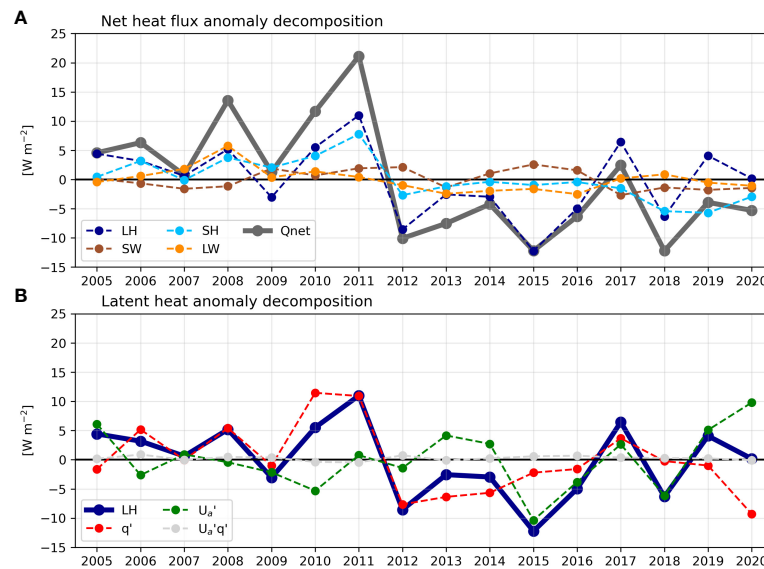 A
Net heat flux anomaly decomposition
25
20
15
10
5
0
−5
−10
−15
[W m⁻²]
LH
SW
SH
LW
Qnet
2005 2006 2007 2008 2009 2010 2011 2012 2013 2014 2015 2016 2017 2018 2019 2020
B
Latent heat anomaly decomposition
25
20
15
10
5
0
−5
−10
−15
[W m⁻²]
LH
q'
Uₐ'
Uₐ'q'
2005 2006 2007 2008 2009 2010 2011 2012 2013 2014 2015 2016 2017 2018 2019 2020